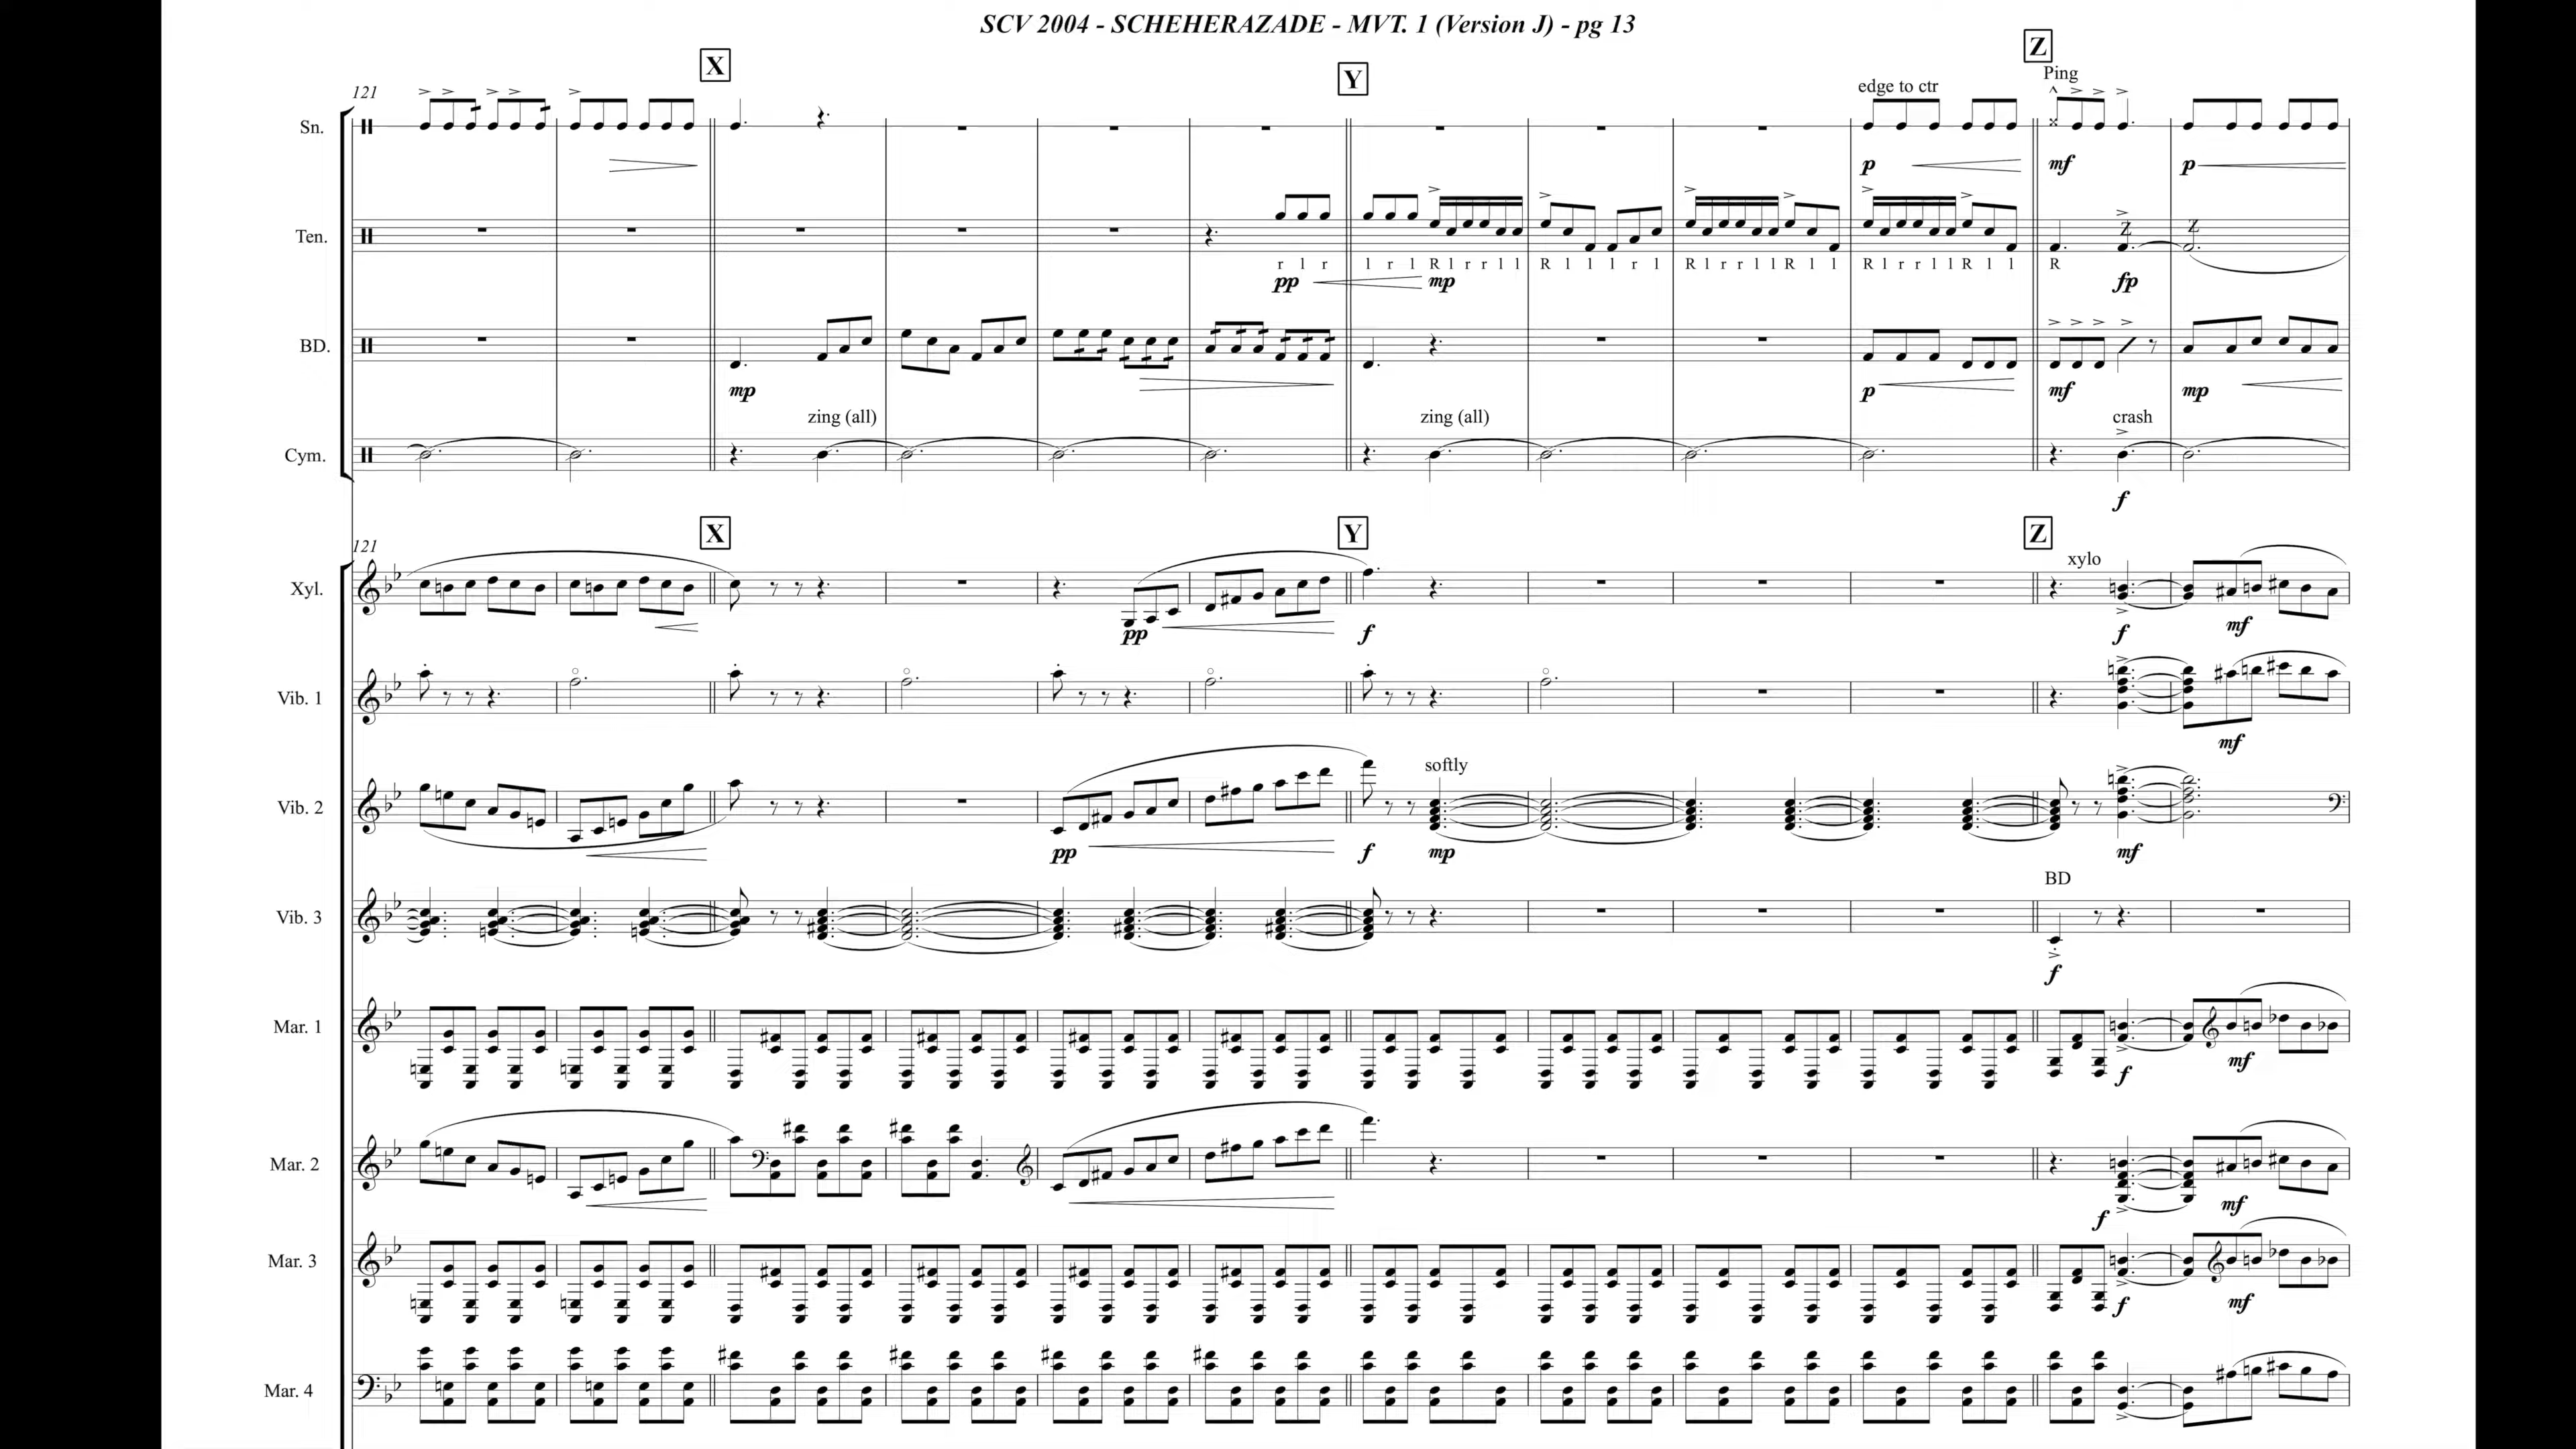 SCV 2004 - SCHEHERAZADE - MVT. 1 (Version J) - pg 13
X
Y
Z
121
edge to ctr
Ping
Sn.
p
mf
p
Ten.
r l r l r l R l r r l l R l l l r l R l r r l l R l l R l r r l l R l l R
pp
mp
fp
BD.
mp
p
mf
mp
zing (all)
zing (all)
crash
Cym.
f
X
Y
Z
121
xylo
Xyl.
pp
f
f
mf
Vib. 1
mf
softly
Vib. 2
pp
f
mp
mf
BD
Vib. 3
f
Mar. 1
f
mf
Mar. 2
f
mf
Mar. 3
f
mf
Mar. 4